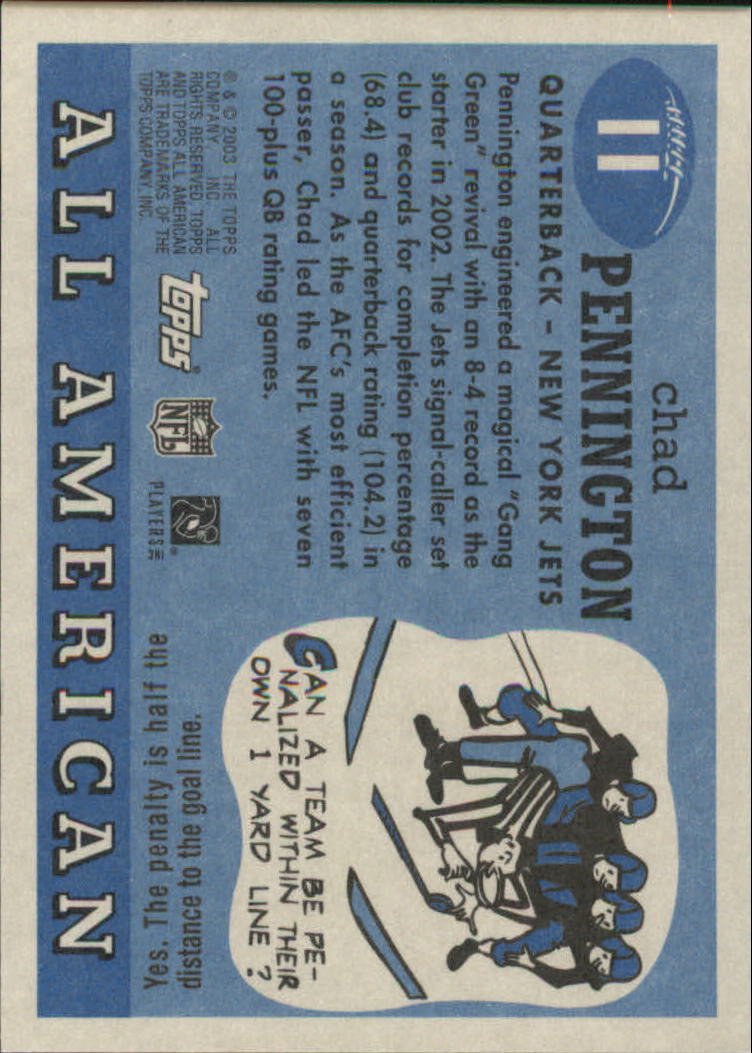 11
chad
PENNINGTON
QUARTERBACK - NEW YORK JETS
Pennington engineered a magical "Gang
Green" revival with an 8-4 record as the
starter in 2002. The Jets signal-caller set
club records for completion percentage
(68.4) and quarterback rating (104.2) in
a season. As the AFC's most efficient
passer, Chad led the NFL with seven
100-plus QB rating games.
® & © 2003 THE TOPPS
COMPANY, INC. ALL
RIGHTS RESERVED. TOPPS
AND TOPPS ALL AMERICAN
ARE TRADEMARKS OF THE
TOPPS COMPANY, INC.
topps®
NFL
PLAYERS INC
®
CAN A TEAM BE PE-
NALIZED WITHIN THEIR
OWN 1 YARD LINE?
Yes. The penalty is half the
distance to the goal line.
ALL AMERICAN